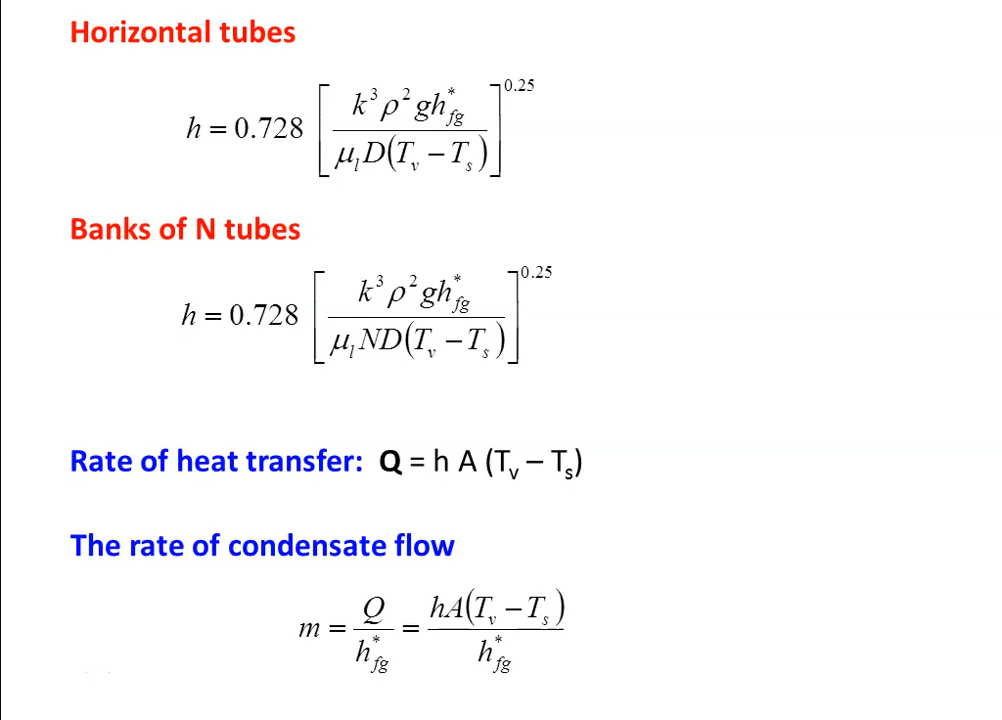 Horizontal tubes
h = 0.728 [ k³ρ²gh*fg / μₗD(Tᵥ − Tₛ) ]^0.25
Banks of N tubes
h = 0.728 [ k³ρ²gh*fg / μₗND(Tᵥ − Tₛ) ]^0.25
Rate of heat transfer: Q = h A (Tᵥ – Tₛ)
The rate of condensate flow
m = Q / h*fg = hA(Tᵥ − Tₛ) / h*fg